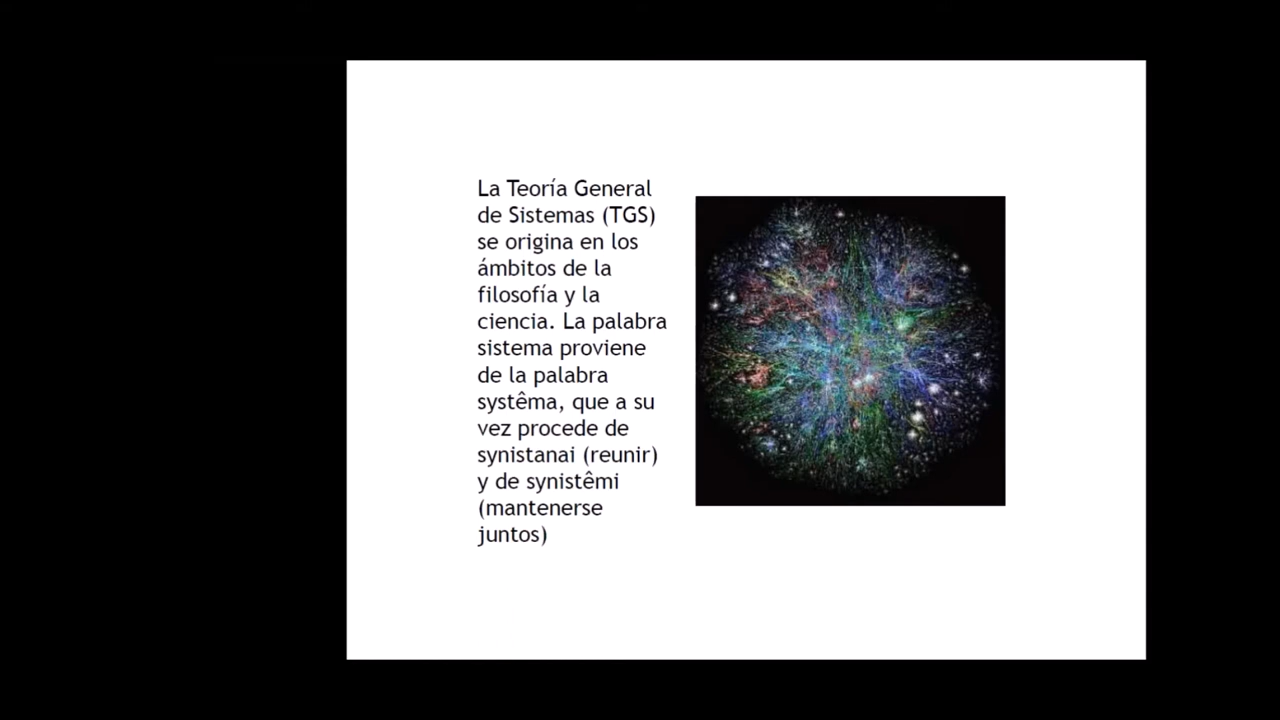 La Teoría General
de Sistemas (TGS)
se origina en los
ámbitos de la
filosofía y la
ciencia. La palabra
sistema proviene
de la palabra
systêma, que a su
vez procede de
synistanai (reunir)
y de synistêmi
(mantenerse
juntos)